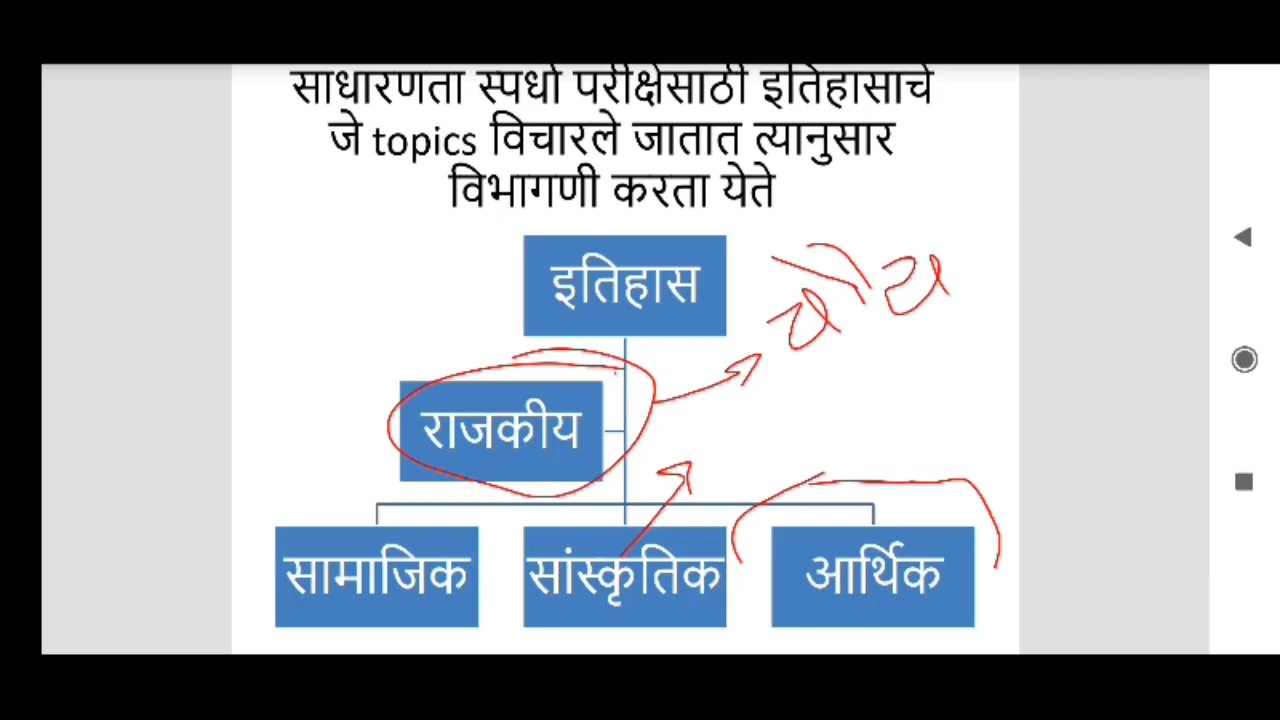 साधारणता स्पर्धा परीक्षेसाठी इतिहासाचे
जे topics विचारले जातात त्यानुसार
विभागणी करता येते
इतिहास
राजकीय
सामाजिक
सांस्कृतिक
आर्थिक